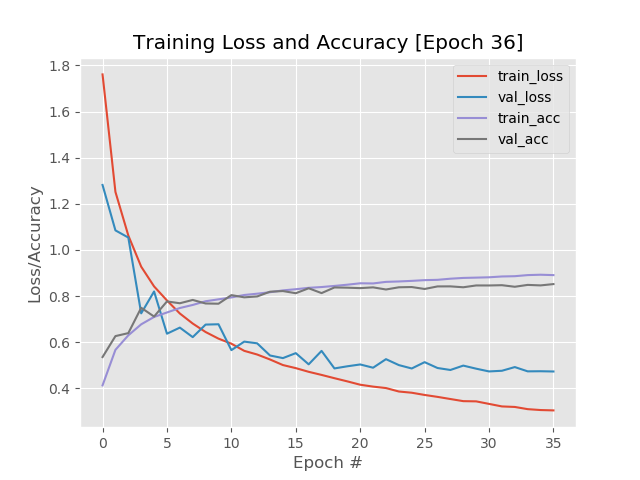 Training Loss and Accuracy [Epoch 36]
1.8
1.6
1.4
1.2
1.0
0.8
0.6
0.4
Loss/Accuracy
train_loss
val_loss
train_acc
val_acc
0 5 10 15 20 25 30 35
Epoch #